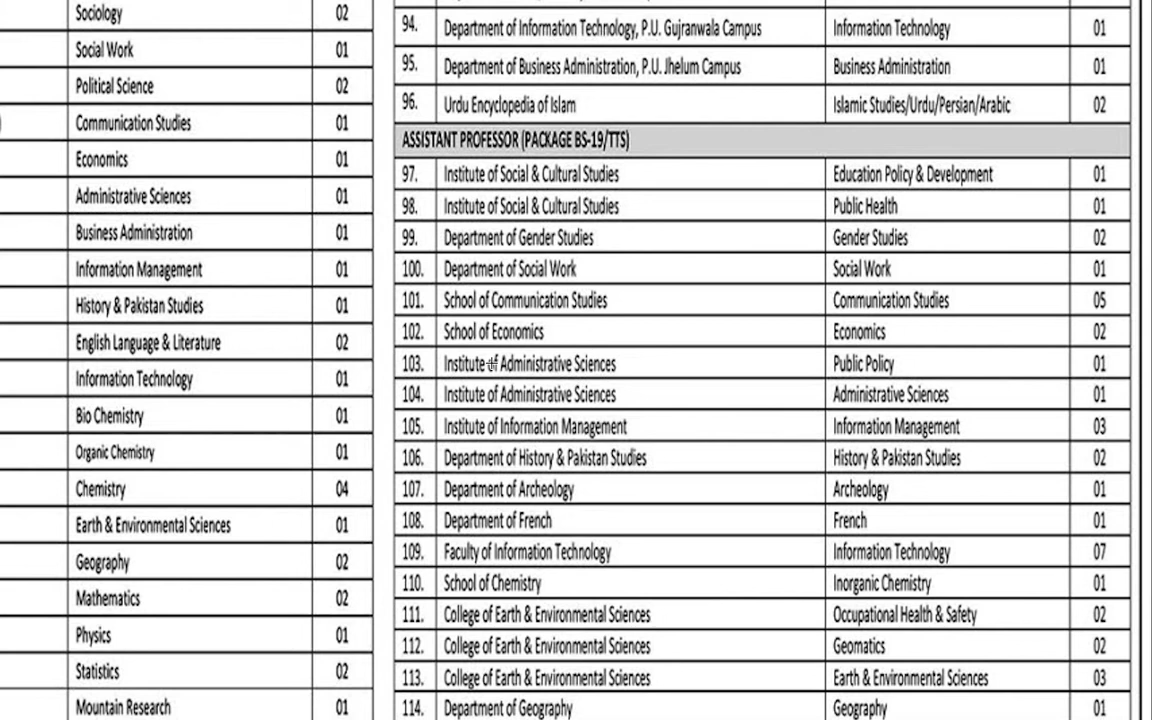 Sociology 02
Social Work 01
Political Science 02
Communication Studies 01
Economics 01
Administrative Sciences 01
Business Administration 01
Information Management 01
History & Pakistan Studies 01
English Language & Literature 02
Information Technology 01
Bio Chemistry 01
Organic Chemistry 01
Chemistry 04
Earth & Environmental Sciences 01
Geography 02
Mathematics 02
Physics 01
Statistics 02
Mountain Research 01
94. Department of Information Technology, P.U. Gujranwala Campus Information Technology 01
95. Department of Business Administration, P.U. Jhelum Campus Business Administration 01
96. Urdu Encyclopedia of Islam Islamic Studies/Urdu/Persian/Arabic 02
ASSISTANT PROFESSOR (PACKAGE BS-19/TTS)
97. Institute of Social & Cultural Studies Education Policy & Development 01
98. Institute of Social & Cultural Studies Public Health 01
99. Department of Gender Studies Gender Studies 02
100. Department of Social Work Social Work 01
101. School of Communication Studies Communication Studies 05
102. School of Economics Economics 02
103. Institute of Administrative Sciences Public Policy 01
104. Institute of Administrative Sciences Administrative Sciences 01
105. Institute of Information Management Information Management 03
106. Department of History & Pakistan Studies History & Pakistan Studies 02
107. Department of Archeology Archeology 01
108. Department of French French 01
109. Faculty of Information Technology Information Technology 07
110. School of Chemistry Inorganic Chemistry 01
111. College of Earth & Environmental Sciences Occupational Health & Safety 02
112. College of Earth & Environmental Sciences Geomatics 02
113. College of Earth & Environmental Sciences Earth & Environmental Sciences 03
114. Department of Geography Geography 01